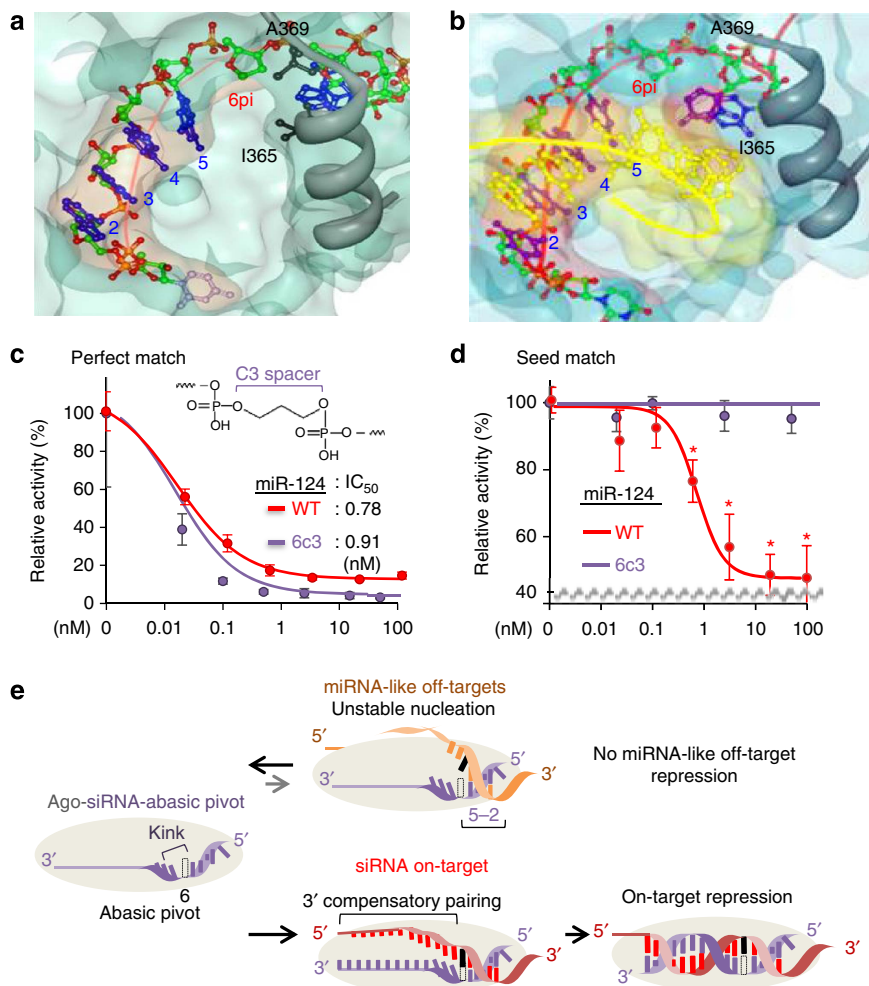 a
A369
6pi
I365
5
4
3
2
b
A369
6pi
I365
5
4
3
2
c Perfect match
C3 spacer
O
O
P
O
OH
O
O
P
O
OH
miR-124 : IC50
WT : 0.78
6c3 : 0.91
(nM)
Relative activity (%)
100
80
60
40
20
0
(nM) 0 0.01 0.1 1 10 100
d Seed match
*
*
*
*
miR-124
WT
6c3
Relative activity (%)
100
80
60
40
(nM) 0 0.01 0.1 1 10 100
e
miRNA-like off-targets
Unstable nucleation
5′
3′
5′
3′
5–2
No miRNA-like off-target
repression
Ago-siRNA-abasic pivot
Kink
5′
3′
6
Abasic pivot
siRNA on-target
3′ compensatory pairing
5′
5′
3′
3′
On-target repression
5′
5′
3′
3′